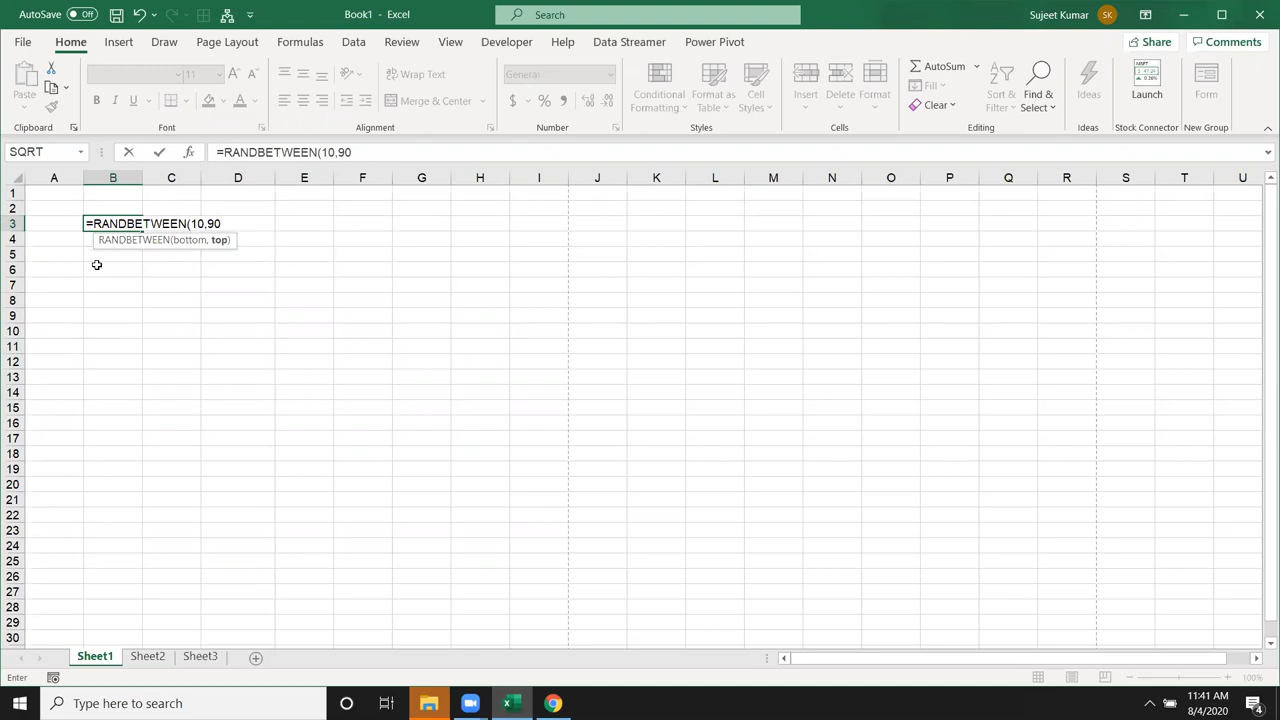 AutoSave Off
Book1 - Excel
Search
Sujeet Kumar SK
File Home Insert Draw Page Layout Formulas Data Review View Developer Help Data Streamer Power Pivot
Share Comments
Paste
Clipboard
11
B I U A A A
Font
Wrap Text
Merge & Center
Alignment
General
$ % ,
Number
Conditional Formatting
Format as Table
Cell Styles
Styles
Insert Delete Format
Cells
AutoSum
Fill
Clear
Sort & Filter
Find & Select
Editing
Ideas
Ideas
Launch
Stock Connector
Form
New Group
SQRT
fx
=RANDBETWEEN(10,90
A B C D E F G H I J K L M N O P Q R S T U
1
2
3 =RANDBETWEEN(10,90
4 RANDBETWEEN(bottom, top)
5
6
7
8
9
10
11
12
13
14
15
16
17
18
19
20
21
22
23
24
25
26
27
28
29
30
Sheet1 Sheet2 Sheet3
Enter
100%
Type here to search
11:41 AM
8/4/2020
4